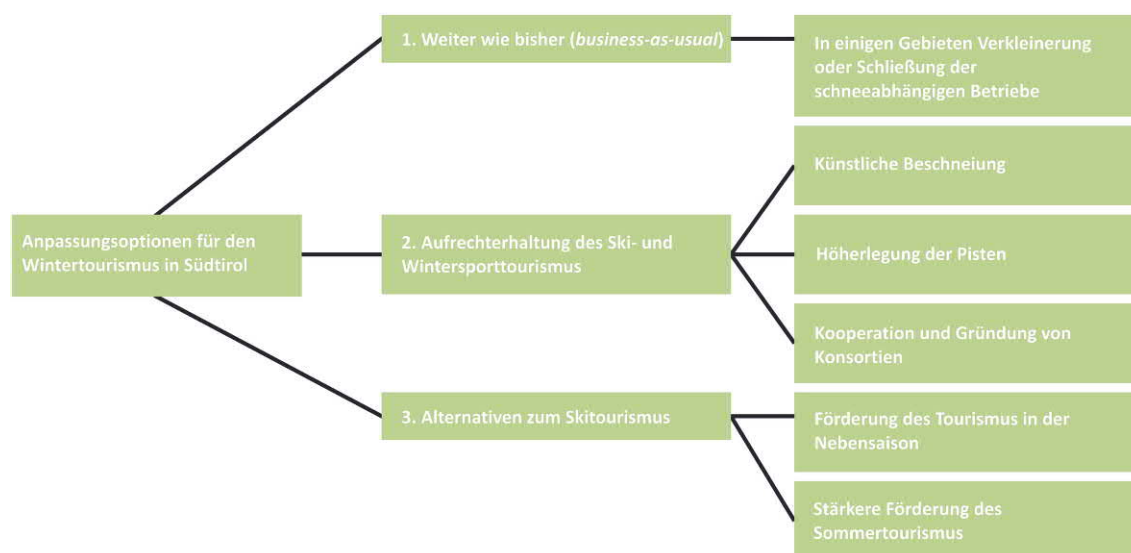 Anpassungsoptionen für den
Wintertourismus in Südtirol
1. Weiter wie bisher (business-as-usual)
In einigen Gebieten Verkleinerung
oder Schließung der
schneeabhängigen Betriebe
2. Aufrechterhaltung des Ski- und
Wintersporttourismus
Künstliche Beschneiung
Höherlegung der Pisten
Kooperation und Gründung von
Konsortien
3. Alternativen zum Skitourismus
Förderung des Tourismus in der
Nebensaison
Stärkere Förderung des
Sommertourismus